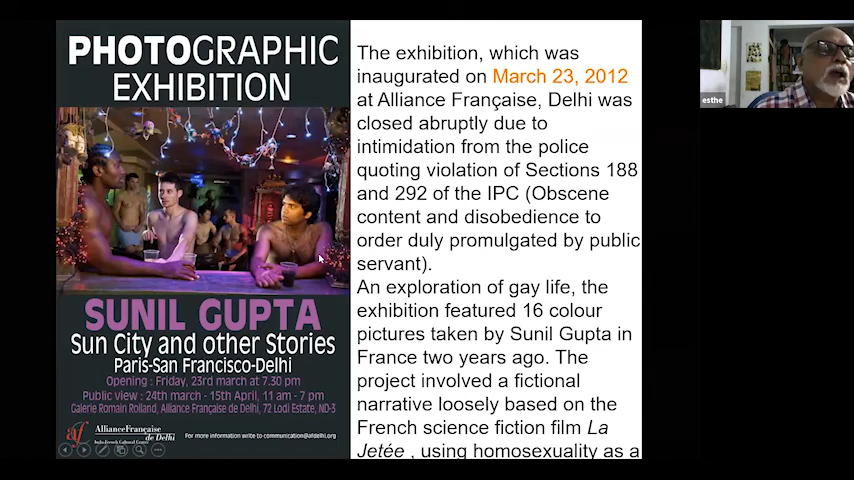 PHOTOGRAPHIC
EXHIBITION
SUNIL GUPTA
Sun City and other Stories
Paris-San Francisco-Delhi
Opening : Friday, 23rd march at 7.30 pm
Public view : 24th march - 15th April, 11 am - 7 pm
Galerie Romain Rolland, Alliance Française de Delhi, 72 Lodi Estate, ND-3
af
AllianceFrançaise
de Delhi
Indo-French Cultural Center
For more information write to communication@afdelhi.org
The exhibition, which was
inaugurated on March 23, 2012
at Alliance Française, Delhi was
closed abruptly due to
intimidation from the police
quoting violation of Sections 188
and 292 of the IPC (Obscene
content and disobedience to
order duly promulgated by public
servant).
An exploration of gay life, the
exhibition featured 16 colour
pictures taken by Sunil Gupta in
France two years ago. The
project involved a fictional
narrative loosely based on the
French science fiction film La
Jetée , using homosexuality as a
esthe